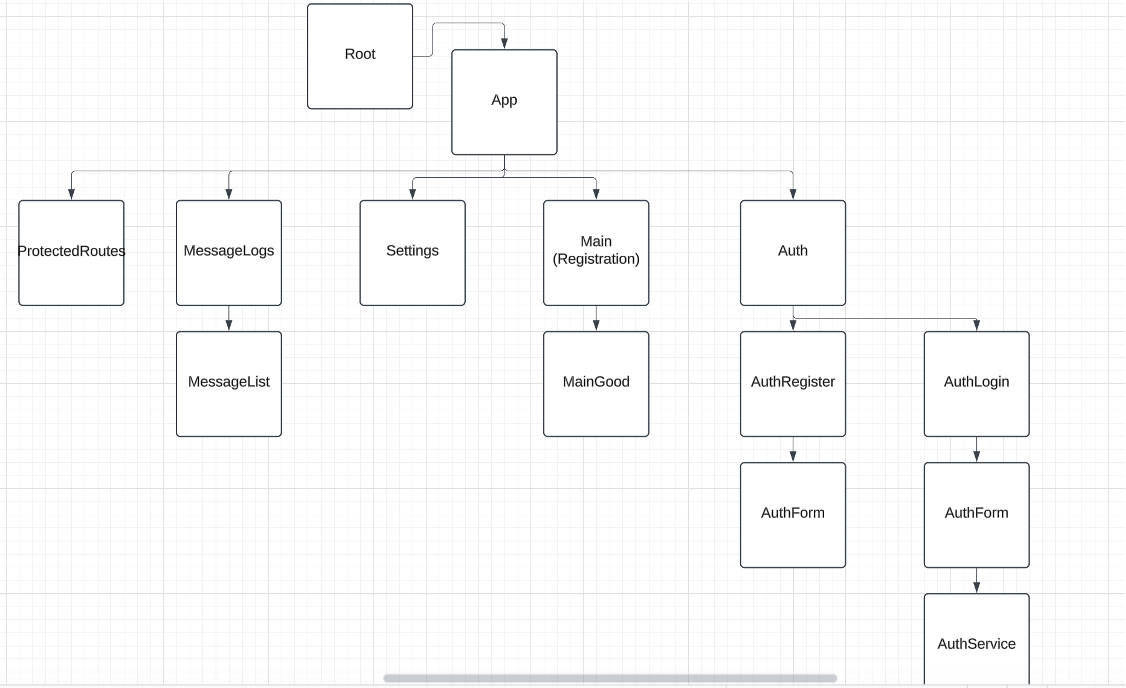 Root
App
ProtectedRoutes
MessageLogs
Settings
Main
(Registration)
Auth
MessageList
MainGood
AuthRegister
AuthLogin
AuthForm
AuthForm
AuthService